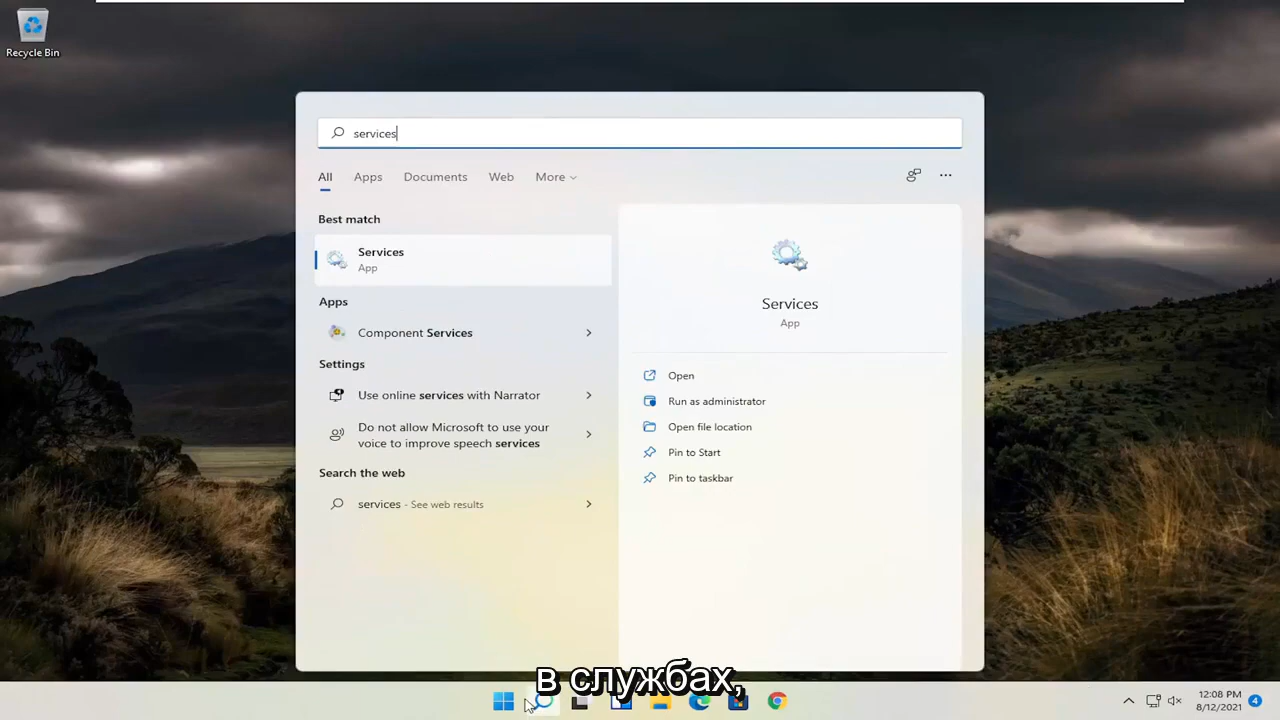 Recycle Bin
services
All Apps Documents Web More
Best match
Services
App
Apps
Component Services
Settings
Use online services with Narrator
Do not allow Microsoft to use your
voice to improve speech services
Search the web
services - See web results
Services
App
Open
Run as administrator
Open file location
Pin to Start
Pin to taskbar
в службах,
12:08 PM
8/12/2021
4